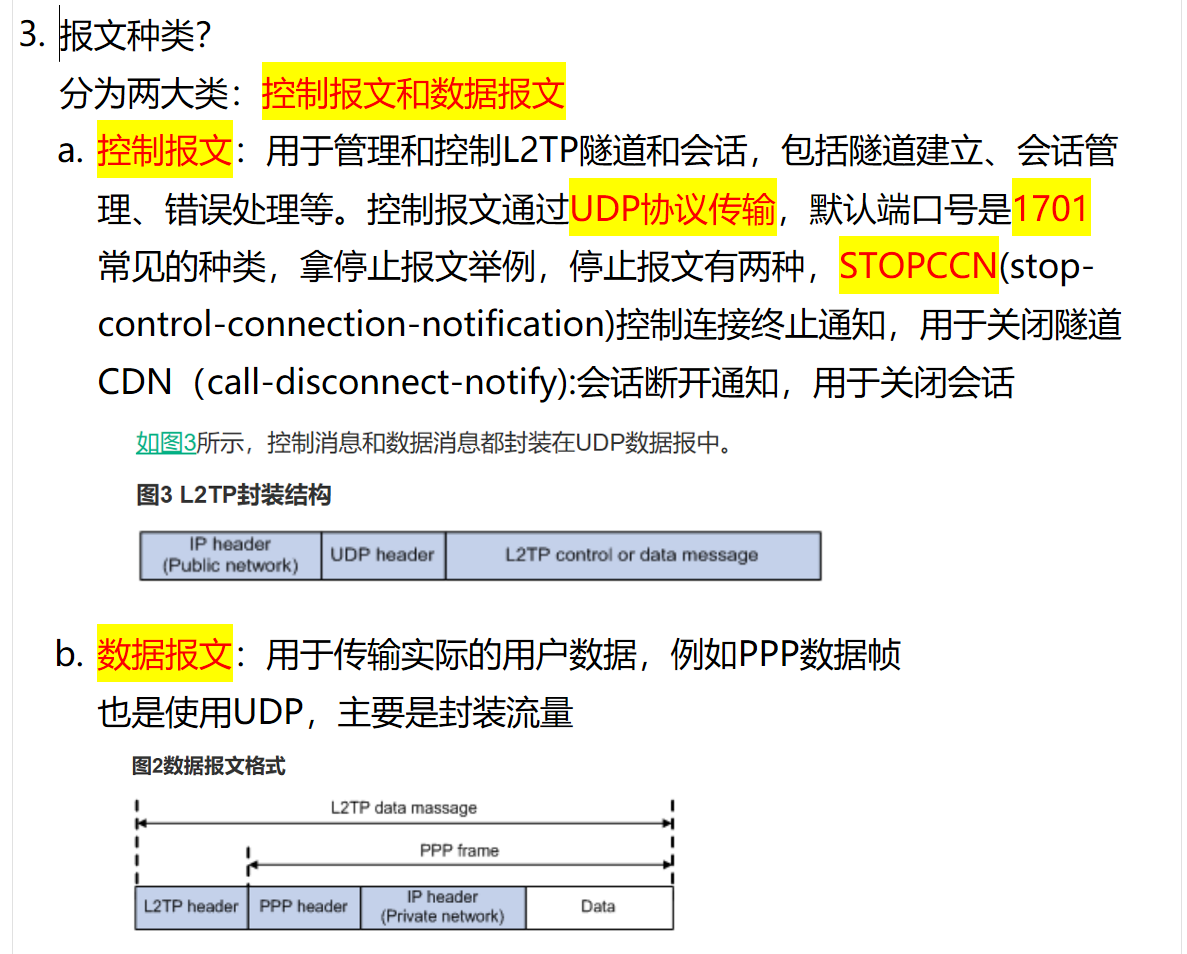 3. 报文种类?
分为两大类：控制报文和数据报文
a. 控制报文：用于管理和控制L2TP隧道和会话，包括隧道建立、会话管
理、错误处理等。控制报文通过UDP协议传输，默认端口号是1701
常见的种类，拿停止报文举例，停止报文有两种，STOPCCN(stop-
control-connection-notification)控制连接终止通知，用于关闭隧道
CDN（call-disconnect-notify):会话断开通知，用于关闭会话
如图3所示，控制消息和数据消息都封装在UDP数据报中。
图3 L2TP封装结构
IP header
(Public network)
UDP header
L2TP control or data message
b. 数据报文：用于传输实际的用户数据，例如PPP数据帧
也是使用UDP，主要是封装流量
图2数据报文格式
L2TP data massage
PPP frame
L2TP header
PPP header
IP header
(Private network)
Data